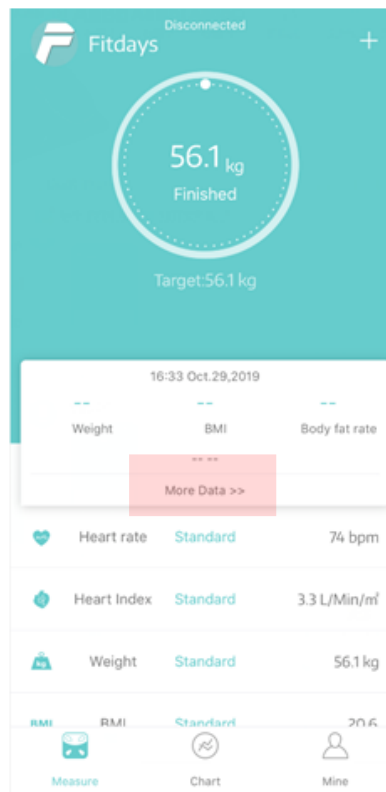 Disconnected
Fitdays +
56.1 kg
Finished
Target:56.1 kg
16:33 Oct.29,2019
-- -- --
Weight BMI Body fat rate
-- --
More Data >>
Heart rate Standard 74 bpm
Heart Index Standard 3.3 L/Min/㎡
kg Weight Standard 56.1 kg
BMI BMI Standard 20.6
Measure Chart Mine